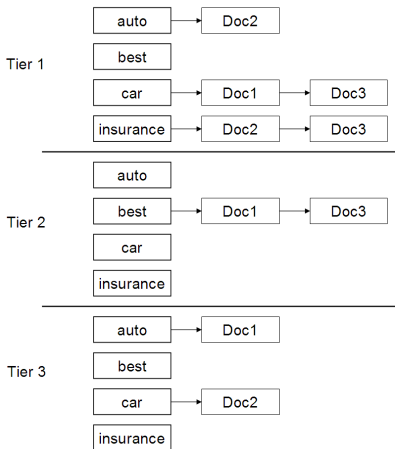 auto Doc2
best
Tier 1
car Doc1 Doc3
insurance Doc2 Doc3
auto
best Doc1 Doc3
Tier 2
car
insurance
auto Doc1
best
Tier 3
car Doc2
insurance